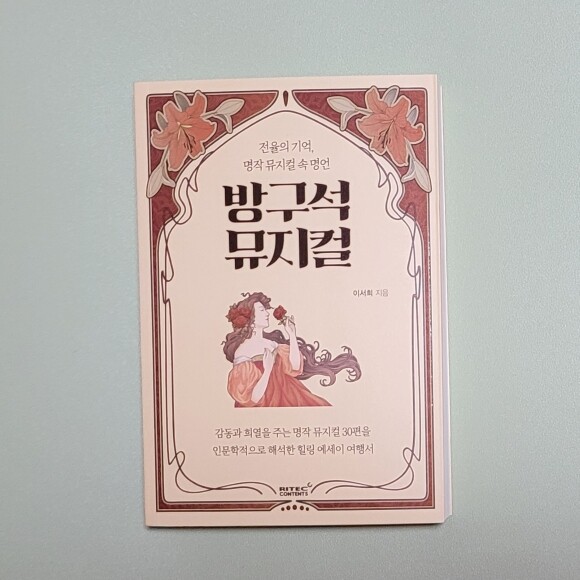 전율의 기억,
명작 뮤지컬 속 명언
방구석
뮤지컬
이서희 지음
감동과 희열을 주는 명작 뮤지컬 30편을
인문학적으로 해석한 힐링 에세이 여행서
RITEC
CONTENTS